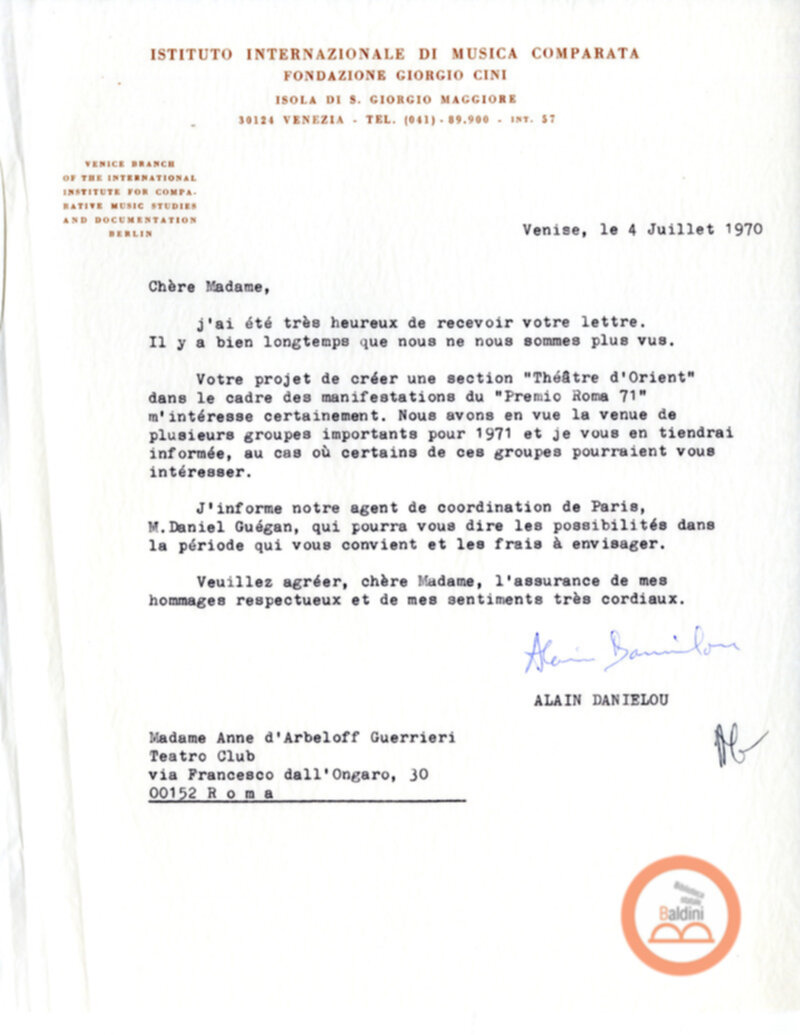 ISTITUTO INTERNAZIONALE DI MUSICA COMPARATA
FONDAZIONE GIORGIO CINI
ISOLA DI S. GIORGIO MAGGIORE
30124 VENEZIA - TEL. (041) - 89.900 - INT. 57
VENICE BRANCH
OF THE INTERNATIONAL
INSTITUTE FOR COMPA-
RATIVE MUSIC STUDIES
AND DOCUMENTATION
BERLIN
Venise, le 4 Juillet 1970
Chère Madame,
j'ai été très heureux de recevoir votre lettre.
Il y a bien longtemps que nous ne nous sommes plus vus.
Votre projet de créer une section "Théâtre d'Orient"
dans le cadre des manifestations du "Premio Roma 71"
m'intéresse certainement. Nous avons en vue la venue de
plusieurs groupes importants pour 1971 et je vous en tiendrai
informée, au cas où certains de ces groupes pourraient vous
intéresser.
J'informe notre agent de coordination de Paris,
M.Daniel Guégan, qui pourra vous dire les possibilités dans
la période qui vous convient et les frais à envisager.
Veuillez agréer, chère Madame, l'assurance de mes
hommages respectueux et de mes sentiments très cordiaux.
Alain Danielou
ALAIN DANIELOU
Madame Anne d'Arbeloff Guerrieri
Teatro Club
via Francesco dall'Ongaro, 30
00152 R o m a
Biblioteca
statale
Baldini